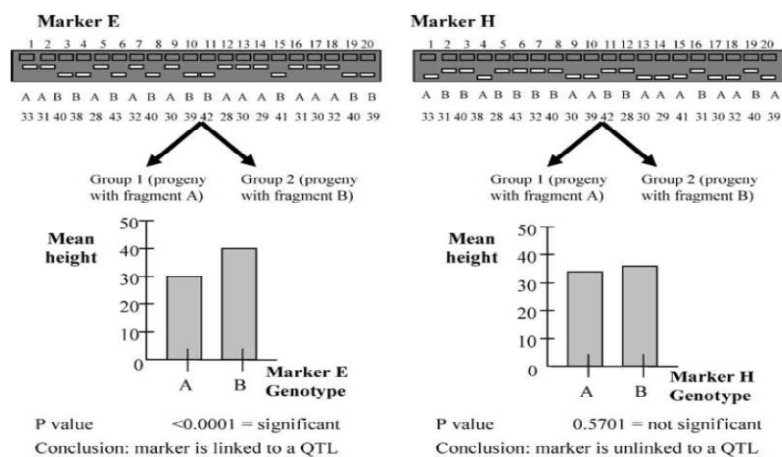 Marker E
1 2 3 4 5 6 7 8 9 10 11 12 13 14 15 16 17 18 19 20
A A B B A B A B A B B A A A B A A A B B
33 31 40 38 28 43 32 40 30 39 42 28 30 29 41 31 30 32 40 39
Group 1 (progeny
with fragment A)
Group 2 (progeny
with fragment B)
Mean
height
50
40
30
20
10
0
A B
Marker E
Genotype
P value <0.0001 = significant
Conclusion: marker is linked to a QTL
Marker H
1 2 3 4 5 6 7 8 9 10 11 12 13 14 15 16 17 18 19 20
A B B A B B B B A A B B A A A B A A B A
33 31 40 38 28 43 32 40 30 39 42 28 30 29 41 31 30 32 40 39
Group 1 (progeny
with fragment A)
Group 2 (progeny
with fragment B)
Mean
height
50
40
30
20
10
0
A B
Marker H
Genotype
P value 0.5701 = not significant
Conclusion: marker is unlinked to a QTL